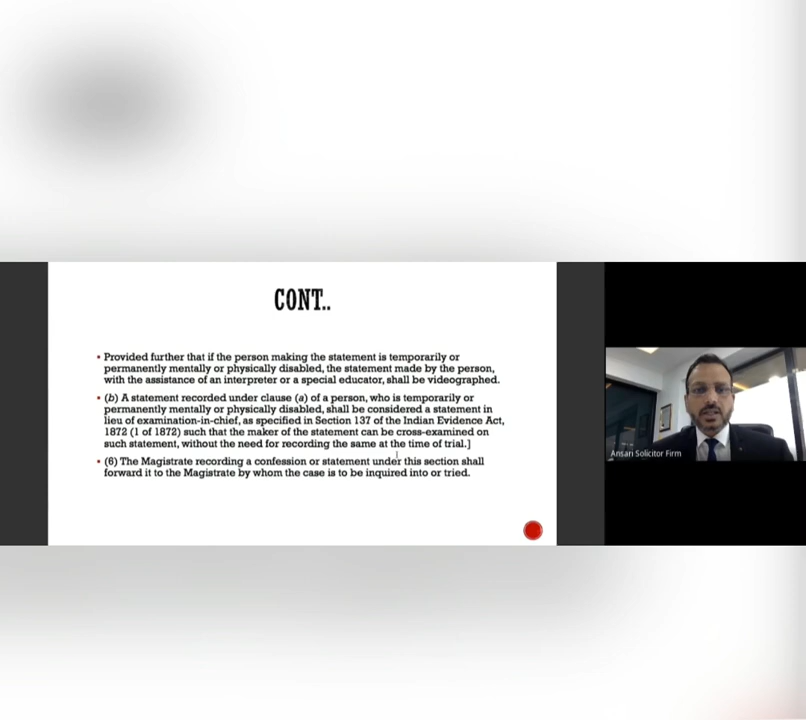 CONT..
• Provided further that if the person making the statement is temporarily or
permanently mentally or physically disabled, the statement made by the person,
with the assistance of an interpreter or a special educator, shall be videographed.
• (b) A statement recorded under clause (a) of a person, who is temporarily or
permanently mentally or physically disabled, shall be considered a statement in
lieu of examination-in-chief, as specified in Section 137 of the Indian Evidence Act,
1872 (1 of 1872) such that the maker of the statement can be cross-examined on
such statement, without the need for recording the same at the time of trial.]
• (6) The Magistrate recording a confession or statement under this section shall
forward it to the Magistrate by whom the case is to be inquired into or tried.
Ansari Solicitor Firm